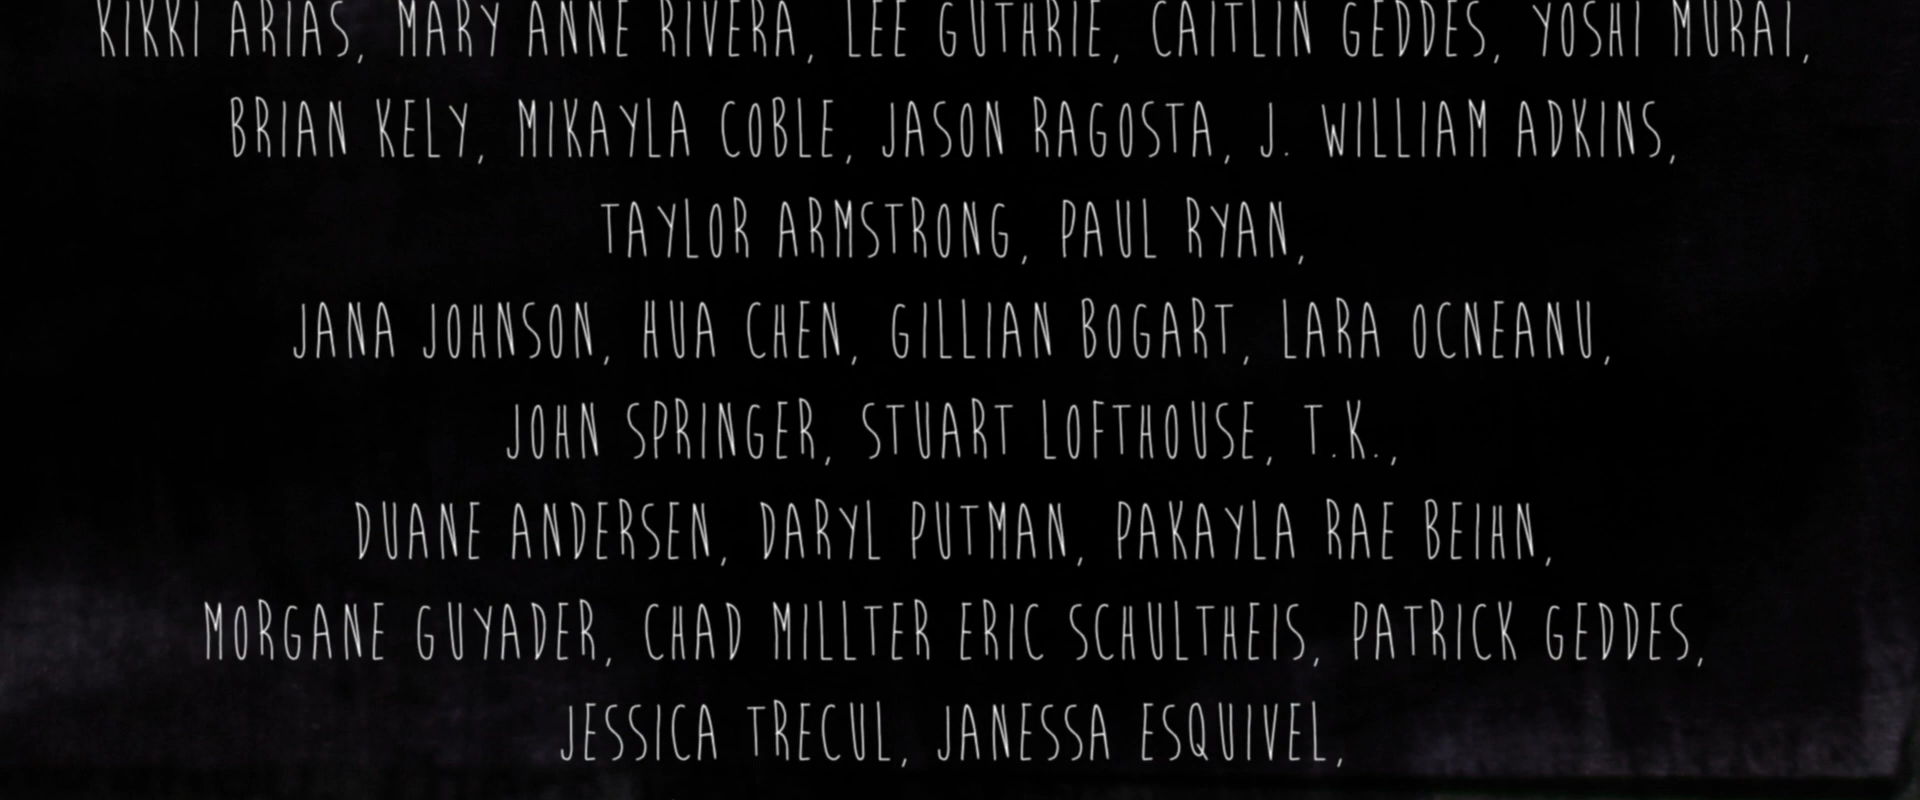 KIKKI ARIAS, MARY ANNE RIVERA, LEE GUTHRIE, CAITLIN GEDDES, YOSHI MURAI,
BRIAN KELY, MIKAYLA COBLE, JASON RAGOSTA, J. WILLIAM ADKINS,
TAYLOR ARMSTRONG, PAUL RYAN,
JANA JOHNSON, HUA CHEN, GILLIAN BOGART, LARA OCNEANU,
JOHN SPRINGER, STUART LOFTHOUSE, T.K.,
DUANE ANDERSEN, DARYL PUTMAN, PAKAYLA RAE BEIHN,
MORGANE GUYADER, CHAD MILLTER ERIC SCHULTHEIS, PATRICK GEDDES,
JESSICA TRECUL, JANESSA ESQUIVEL,